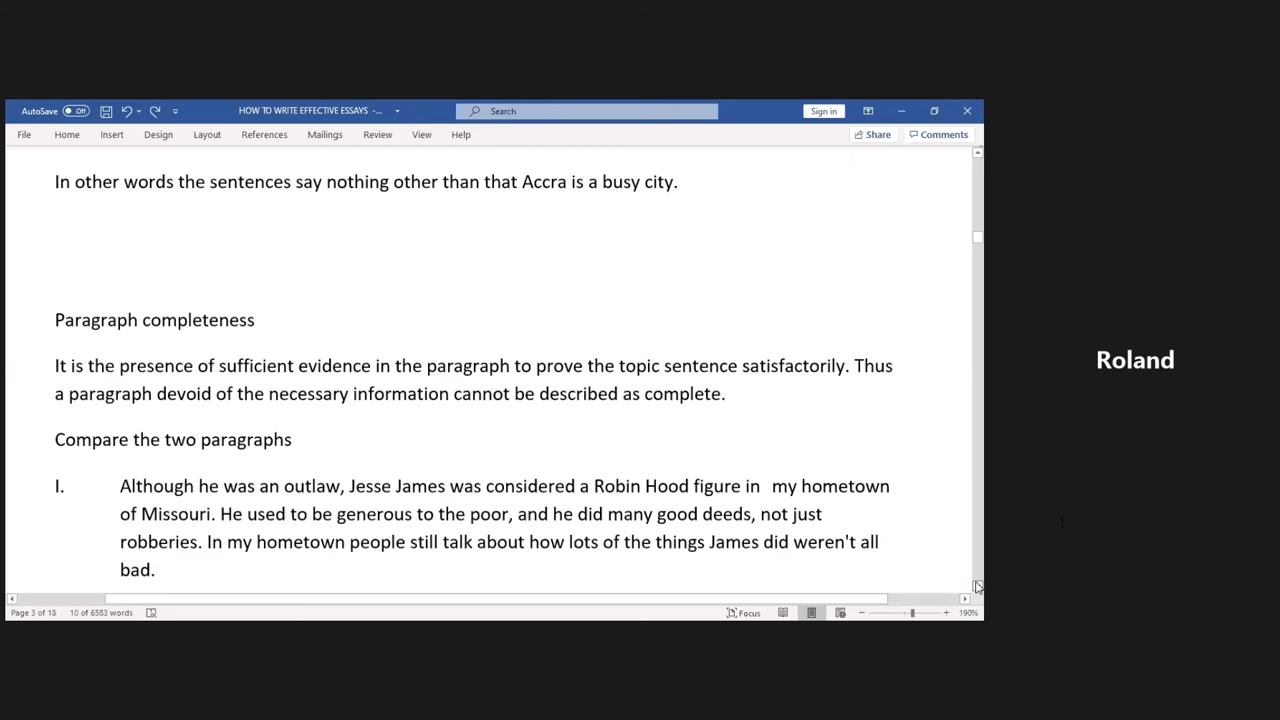 AutoSave Off HOW TO WRITE EFFECTIVE ESSAYS -... Search Sign in
File Home Insert Design Layout References Mailings Review View Help Share Comments
In other words the sentences say nothing other than that Accra is a busy city.
Paragraph completeness
It is the presence of sufficient evidence in the paragraph to prove the topic sentence satisfactorily. Thus
a paragraph devoid of the necessary information cannot be described as complete.
Compare the two paragraphs
I. Although he was an outlaw, Jesse James was considered a Robin Hood figure in my hometown
of Missouri. He used to be generous to the poor, and he did many good deeds, not just
robberies. In my hometown people still talk about how lots of the things James did weren't all
bad.
Page 3 of 18 10 of 6583 words Focus 190%
Roland